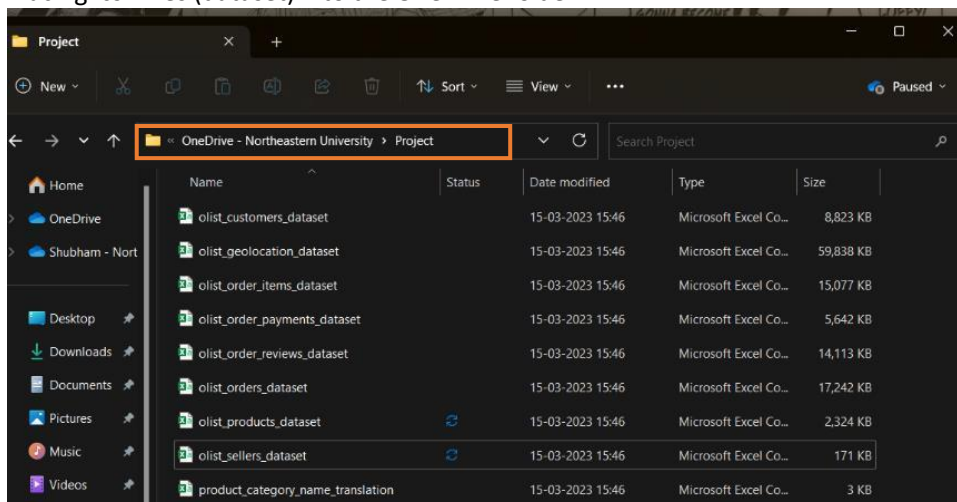 Project
New
Sort
View
Paused
« OneDrive - Northeastern University > Project
Search Project
Name Status Date modified Type Size
Home
OneDrive
Shubham - Nort
Desktop
Downloads
Documents
Pictures
Music
Videos
olist_customers_dataset 15-03-2023 15:46 Microsoft Excel Co... 8,823 KB
olist_geolocation_dataset 15-03-2023 15:46 Microsoft Excel Co... 59,838 KB
olist_order_items_dataset 15-03-2023 15:46 Microsoft Excel Co... 15,077 KB
olist_order_payments_dataset 15-03-2023 15:46 Microsoft Excel Co... 5,642 KB
olist_order_reviews_dataset 15-03-2023 15:46 Microsoft Excel Co... 14,113 KB
olist_orders_dataset 15-03-2023 15:46 Microsoft Excel Co... 17,242 KB
olist_products_dataset 15-03-2023 15:46 Microsoft Excel Co... 2,324 KB
olist_sellers_dataset 15-03-2023 15:46 Microsoft Excel Co... 171 KB
product_category_name_translation 15-03-2023 15:46 Microsoft Excel Co... 3 KB